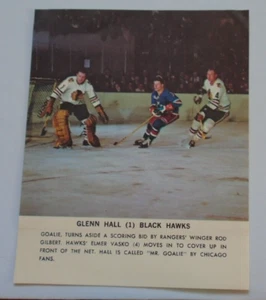 GLENN HALL (1) BLACK HAWKS
GOALIE, TURNS ASIDE A SCORING BID BY RANGERS' WINGER ROD
GILBERT. HAWKS' ELMER VASKO (4) MOVES IN TO COVER UP IN
FRONT OF THE NET. HALL IS CALLED "MR. GOALIE" BY CHICAGO
FANS.